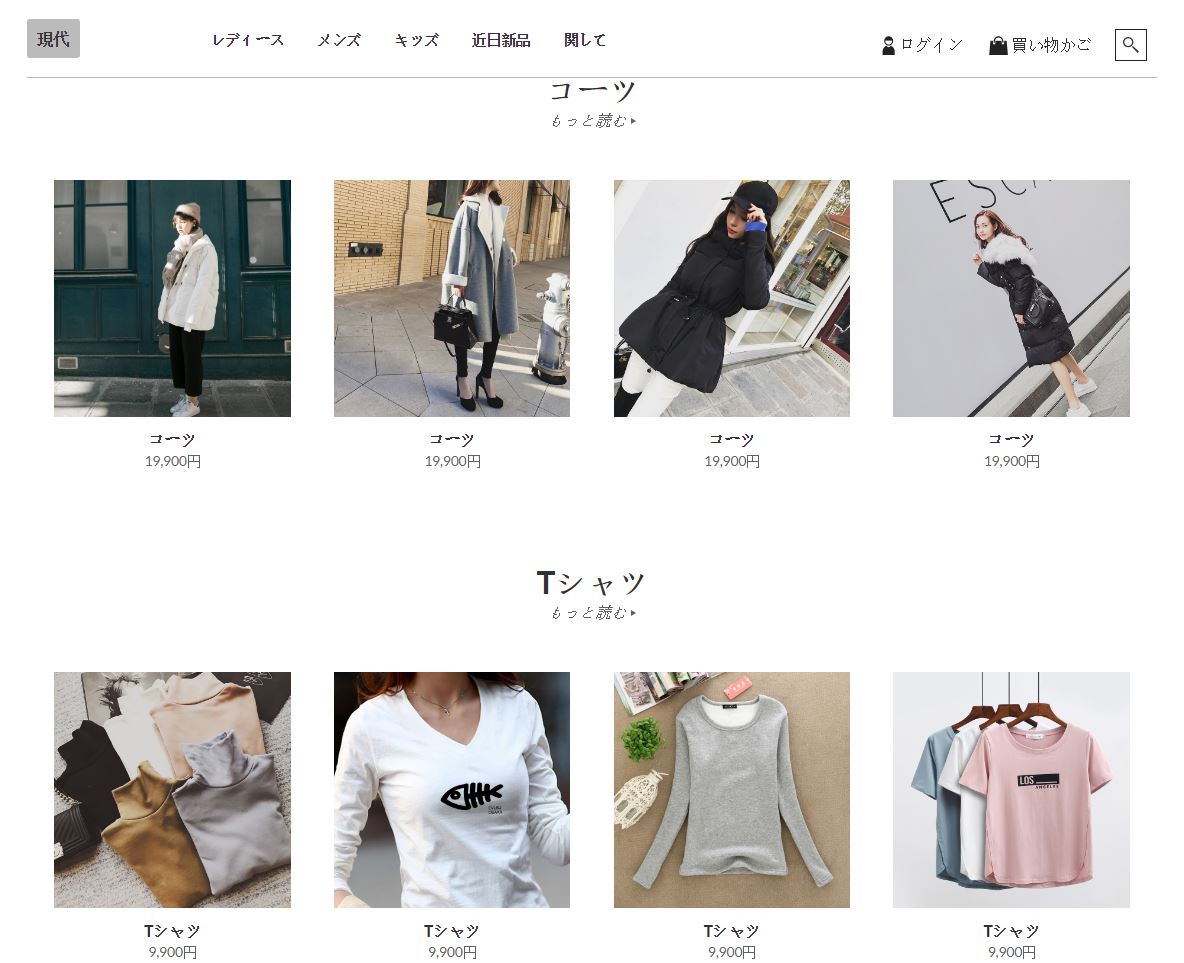 現代
レディース メンズ キッズ 近日新品 関して
ログイン 買い物かご
コーツ
もっと読む
ESCA
コーツ コーツ コーツ コーツ
19,900円 19,900円 19,900円 19,900円
Tシャツ
もっと読む
LOS
ANGELES
Tシャツ Tシャツ Tシャツ Tシャツ
9,900円 9,900円 9,900円 9,900円